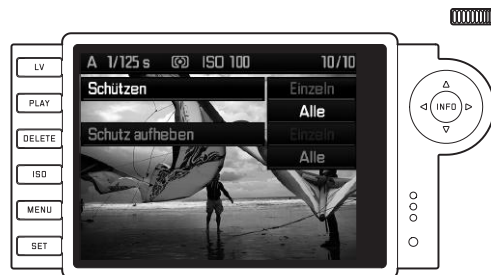 LV
PLAY
DELETE
ISO
MENU
SET
A 1/125 s ISO 100 10/10
Schützen Einzeln
Alle
Schutz aufheben Einzeln
Alle
INFO